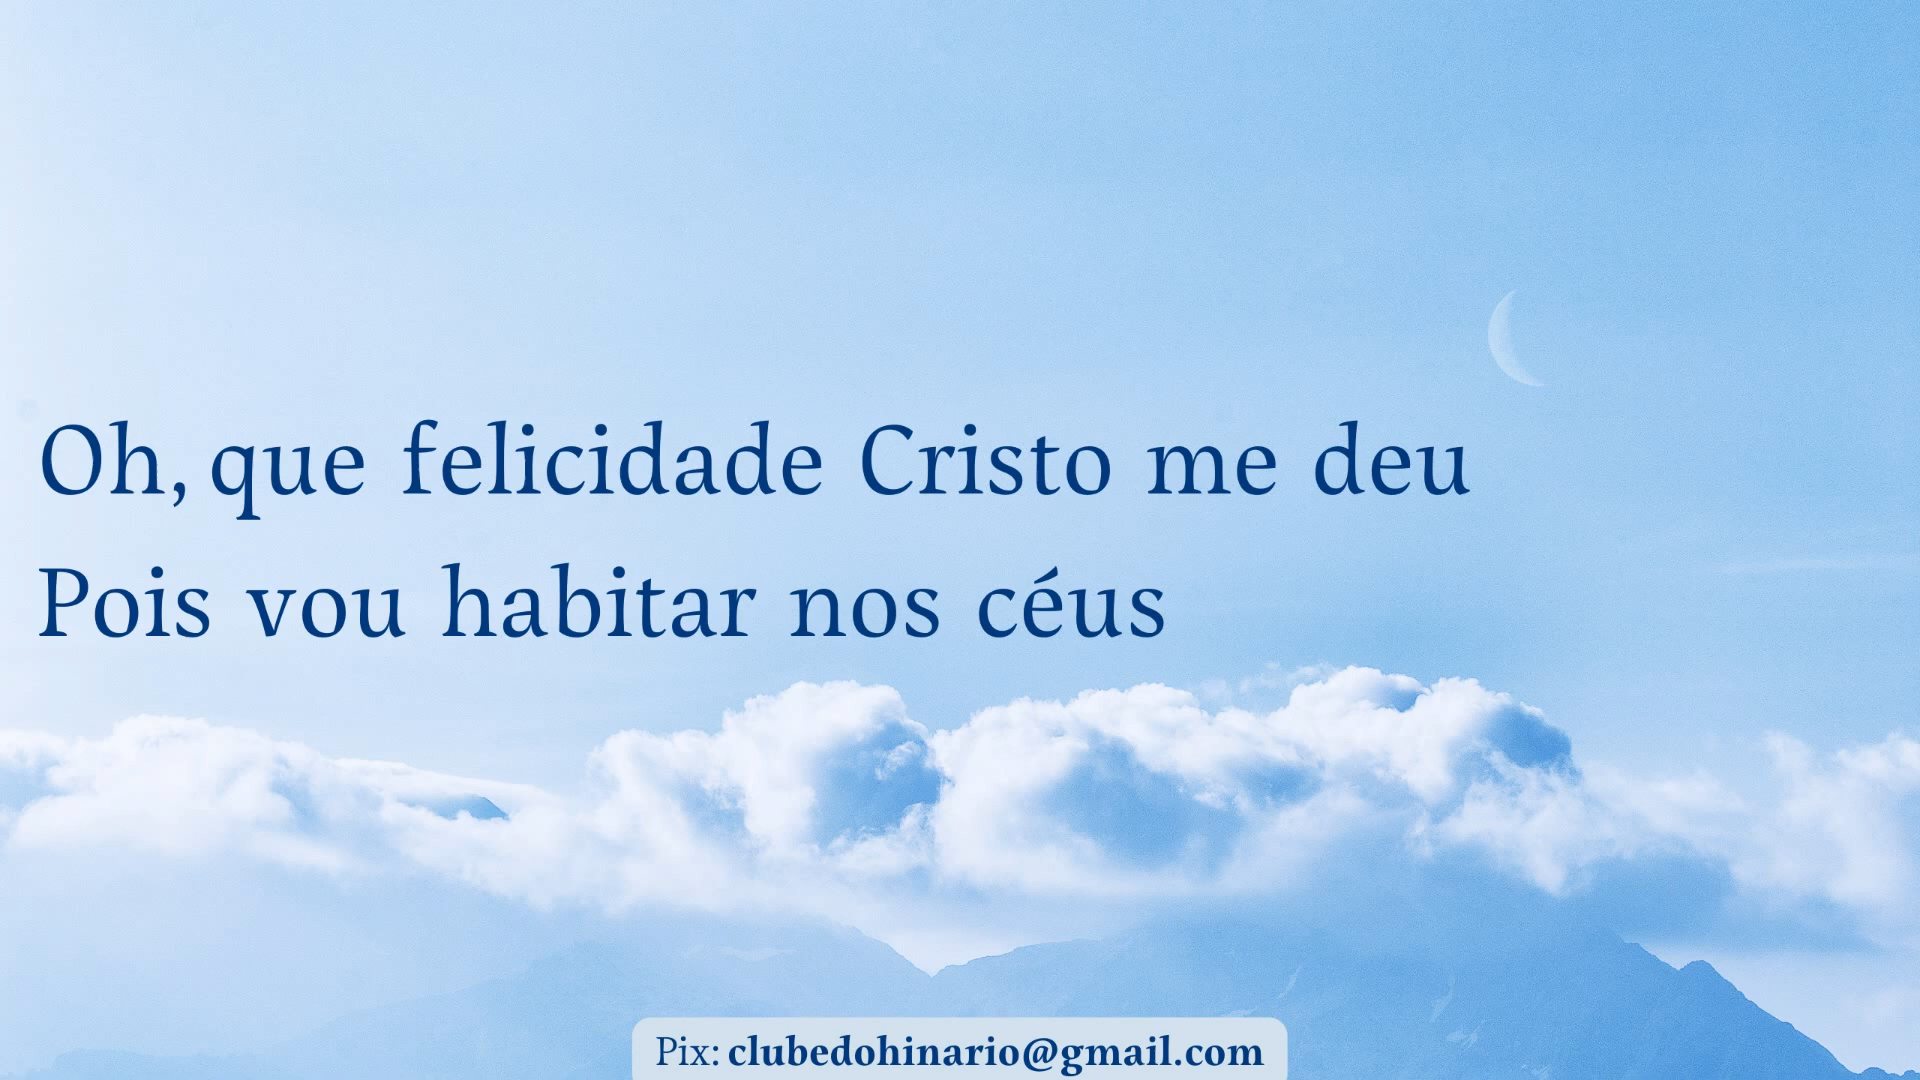 Oh, que felicidade Cristo me deu
Pois vou habitar nos céus
Pix: clubedohinario@gmail.com